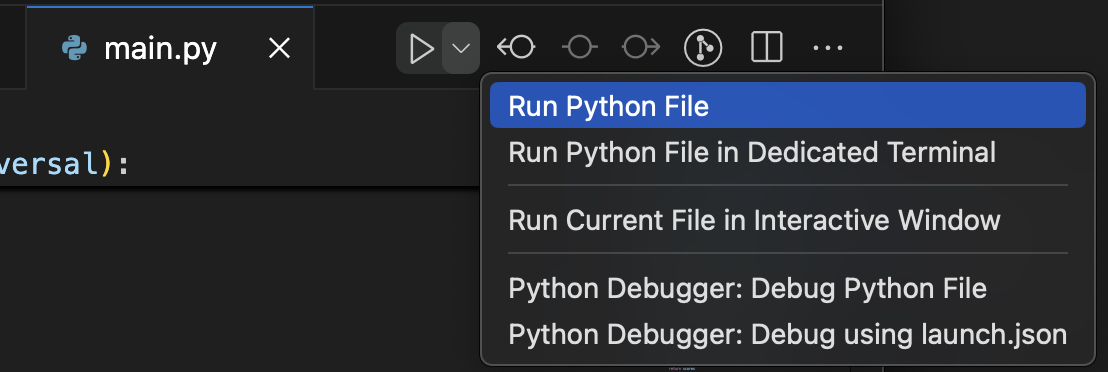 main.py
Run Python File
Run Python File in Dedicated Terminal
versal):
Run Current File in Interactive Window
Python Debugger: Debug Python File
Python Debugger: Debug using launch.json